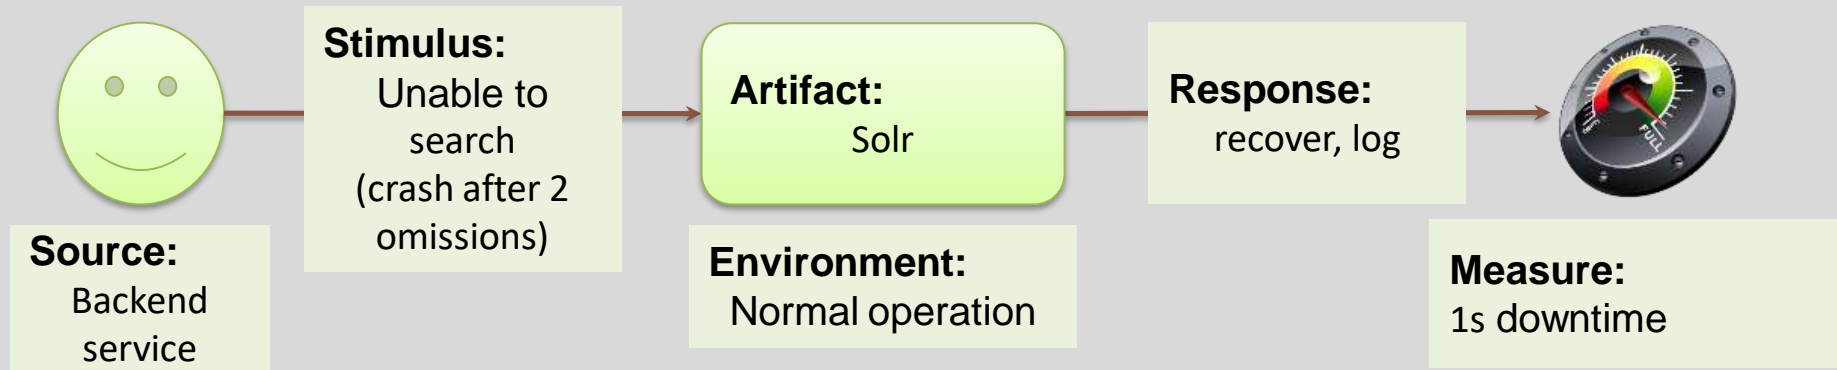 Source:
Backend
service
Stimulus:
Unable to
search
(crash after 2
omissions)
Artifact:
Solr
Environment:
Normal operation
Response:
recover, log
FULL
Measure:
1s downtime